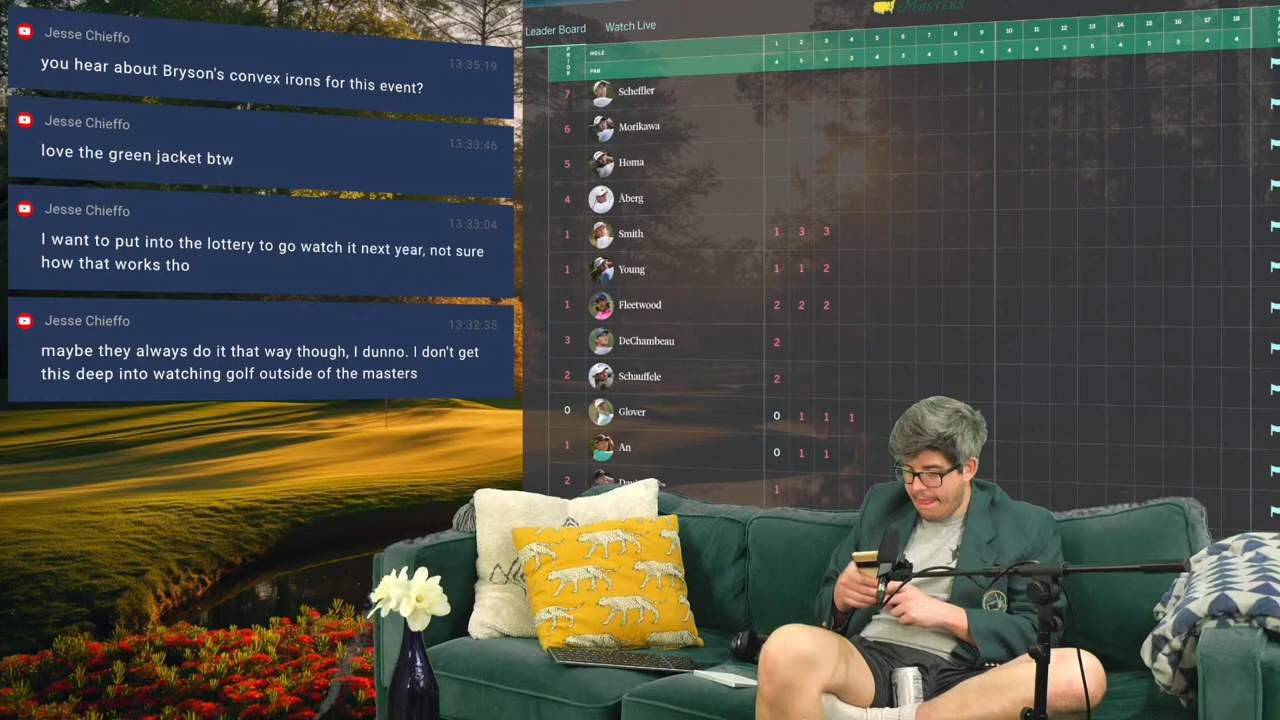 Jesse Chieffo
13:35:19
you hear about Bryson's convex irons for this event?
Jesse Chieffo
13:33:46
love the green jacket btw
Jesse Chieffo
13:33:04
I want to put into the lottery to go watch it next year, not sure
how that works tho
Jesse Chieffo
13:32:35
maybe they always do it that way though, I dunno. I don't get
this deep into watching golf outside of the masters
MASTERS
Leader Board Watch Live
PRIOR
HOLE 1 2 3 4 5 6 7 8 9 10 11 12 13 14 15 16 17 18
PAR 4 5 4 3 4 3 4 5 4 4 4 3 5 4 5 3 4 4
7 Scheffler
6 Morikawa
5 Homa
4 Åberg
1 Smith 1 3 3
1 Young 1 1 2
1 Fleetwood 2 2 2
3 DeChambeau 2
2 Schauffele 2
0 Glover 0 1 1 1
1 An 0 1 1
2 1